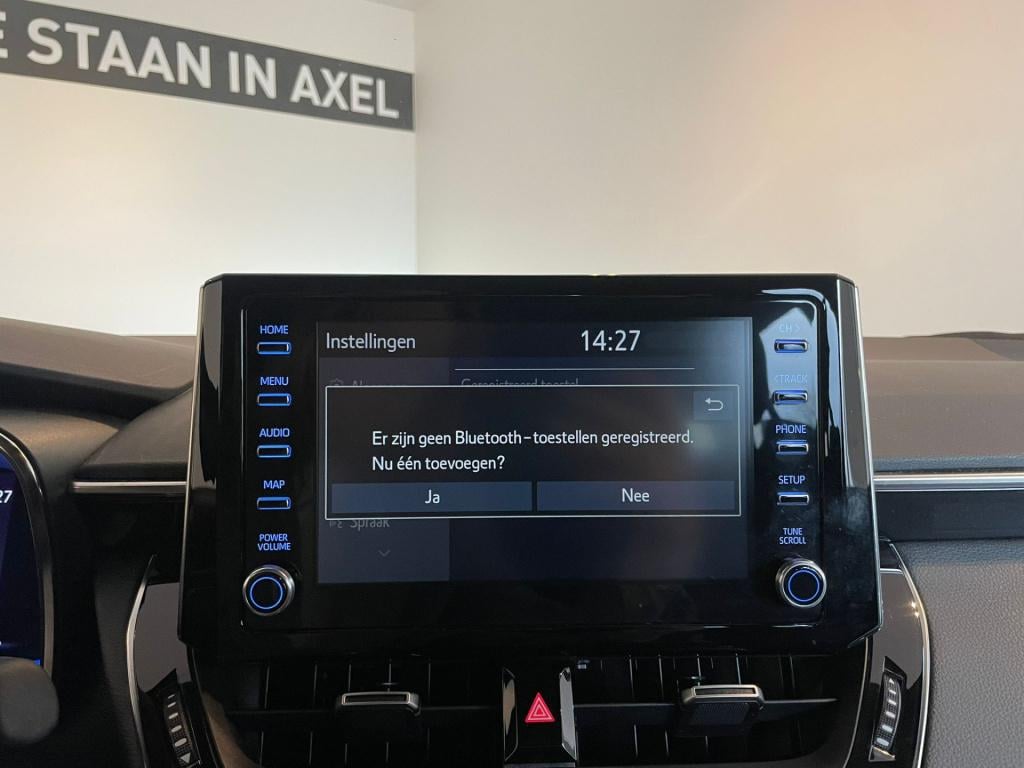 E STAAN IN AXEL
HOME
MENU
AUDIO
MAP
POWER
VOLUME
Instellingen
14:27
Geregistreerd toestel
Er zijn geen Bluetooth-toestellen geregistreerd.
Nu één toevoegen?
Ja
Nee
Spraak
CH >
< TRACK
PHONE
SETUP
TUNE
SCROLL
27